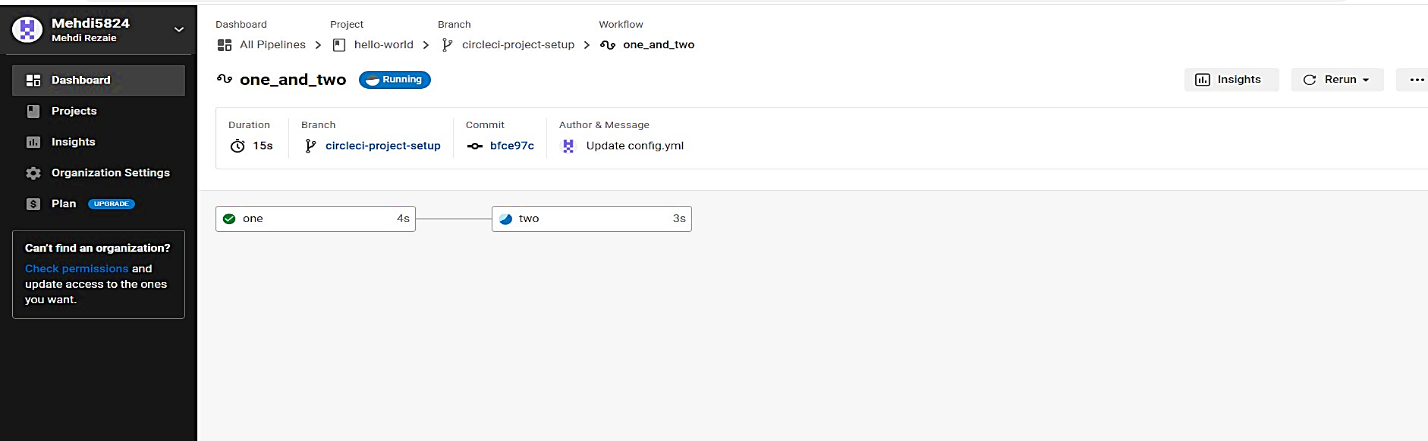 Mehdi5824
Mehdi Rezaie
Dashboard
Projects
Insights
Organization Settings
Plan UPGRADE
Can't find an organization?
Check permissions and
update access to the ones
you want.
Dashboard Project Branch Workflow
All Pipelines hello-world circleci-project-setup one_and_two
one_and_two Running Insights Rerun
Duration Branch Commit Author & Message
15s circleci-project-setup bfce97c Update config.yml
one 4s two 3s